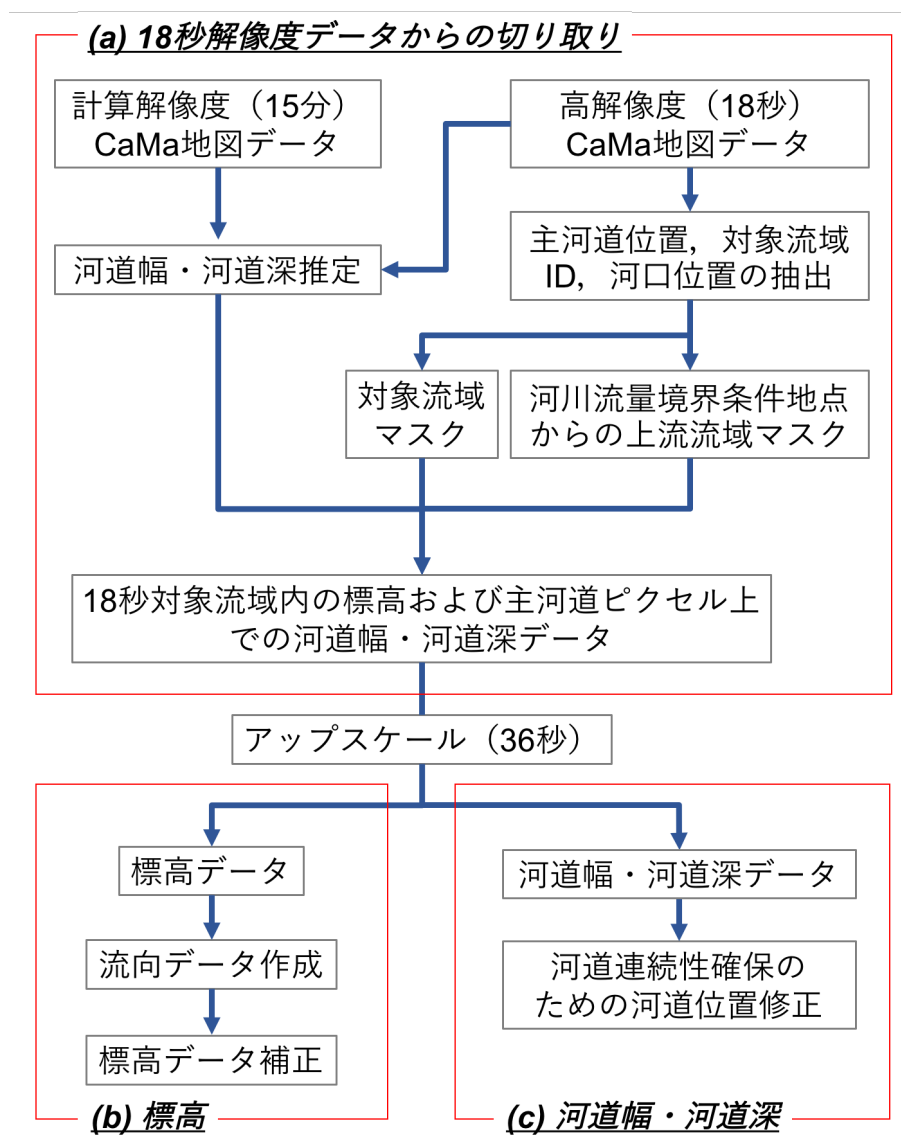 (a) 18秒解像度データからの切り取り
計算解像度（15分）
CaMa地図データ
高解像度（18秒）
CaMa地図データ
河道幅・河道深推定
主河道位置，対象流域
ID，河口位置の抽出
対象流域
マスク
河川流量境界条件地点
からの上流流域マスク
18秒対象流域内の標高および主河道ピクセル上
での河道幅・河道深データ
アップスケール（36秒）
標高データ
流向データ作成
標高データ補正
(b) 標高
河道幅・河道深データ
河道連続性確保の
ための河道位置修正
(c) 河道幅・河道深